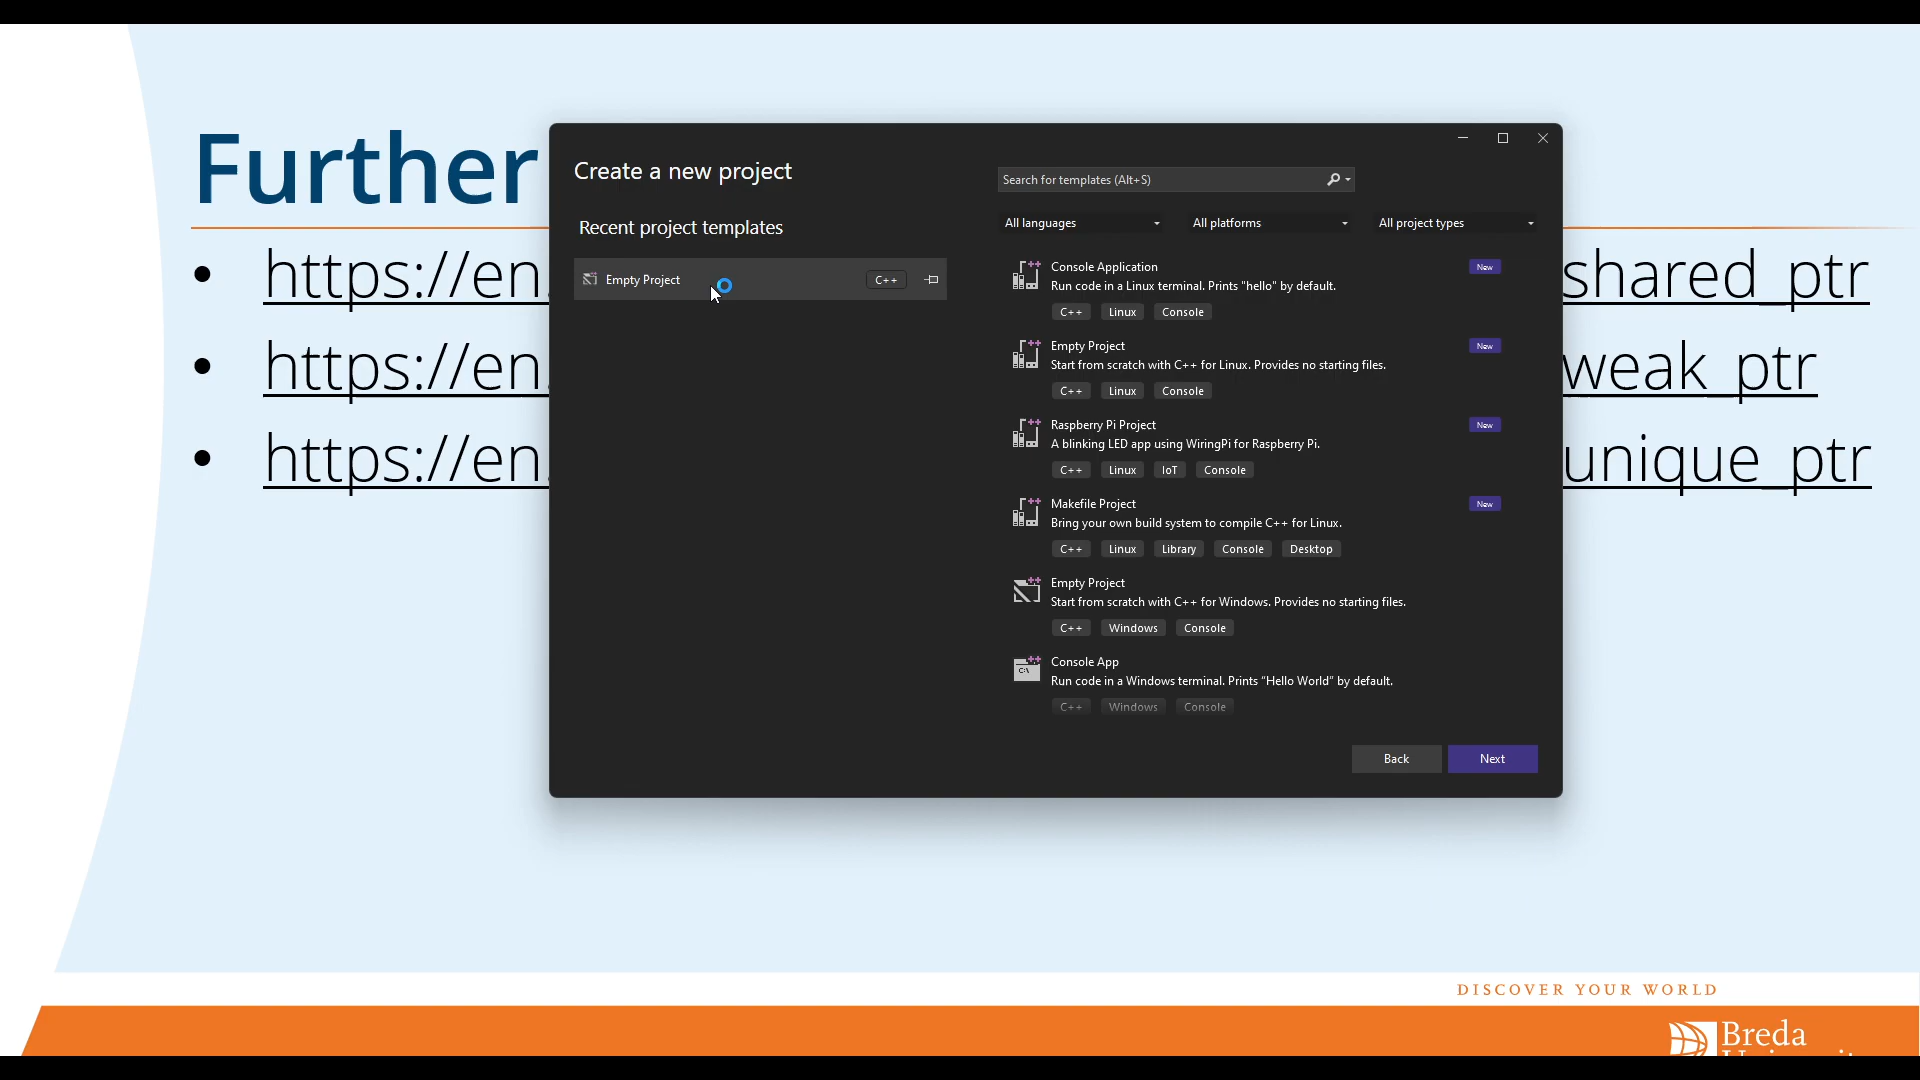 Further
https://en.
shared_ptr
https://en.
weak_ptr
https://en.
unique_ptr
Create a new project
Recent project templates
Empty Project
C++
Search for templates (Alt+S)
All languages
All platforms
All project types
Console Application
New
Run code in a Linux terminal. Prints "hello" by default.
C++ Linux Console
Empty Project
New
Start from scratch with C++ for Linux. Provides no starting files.
C++ Linux Console
Raspberry Pi Project
New
A blinking LED app using WiringPi for Raspberry Pi.
C++ Linux IoT Console
Makefile Project
New
Bring your own build system to compile C++ for Linux.
C++ Linux Library Console Desktop
Empty Project
Start from scratch with C++ for Windows. Provides no starting files.
C++ Windows Console
Console App
Run code in a Windows terminal. Prints "Hello World" by default.
C++ Windows Console
Back
Next
DISCOVER YOUR WORLD
Breda